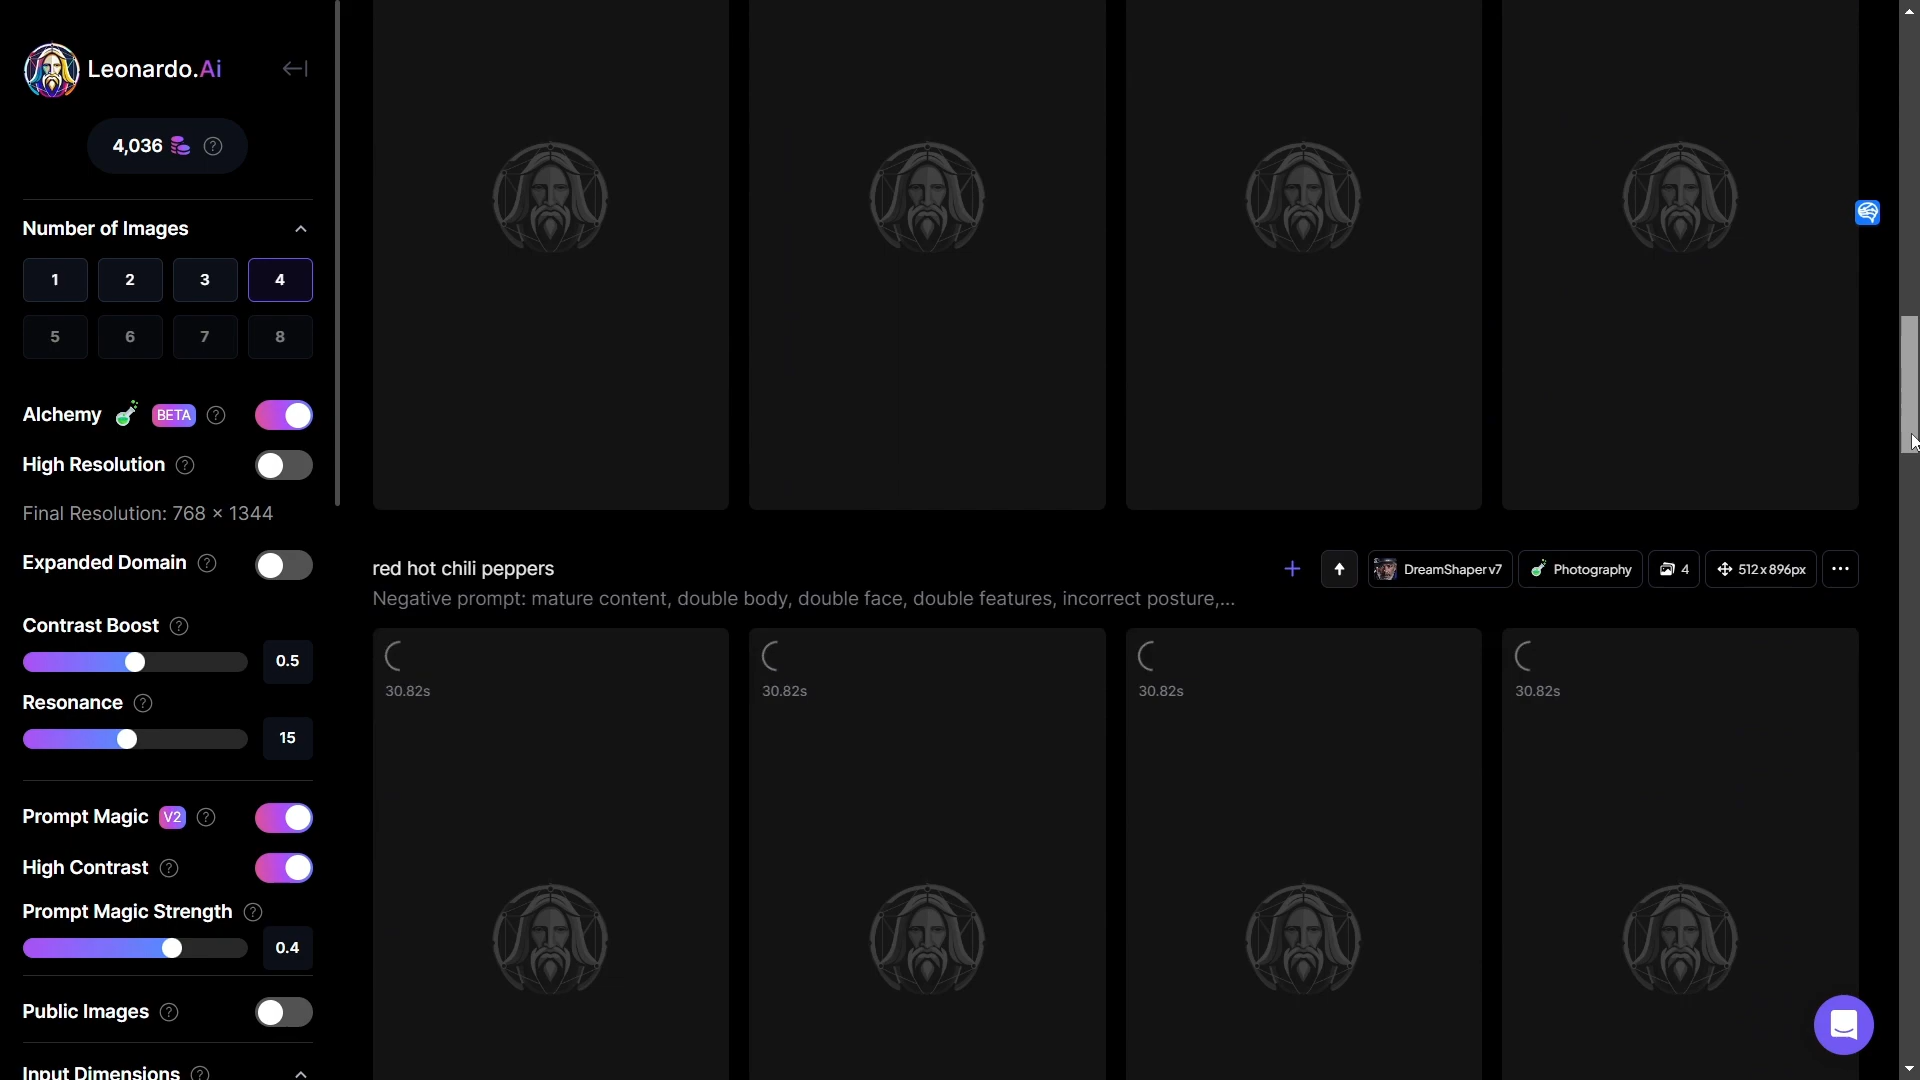 Leonardo.Ai
4,036
Number of Images
1 2 3 4
5 6 7 8
Alchemy BETA
High Resolution
Final Resolution: 768 × 1344
Expanded Domain
Contrast Boost
0.5
Resonance
15
Prompt Magic V2
High Contrast
Prompt Magic Strength
0.4
Public Images
Input Dimensions
red hot chili peppers
DreamShaper v7 Photography 4 512 x 896px
Negative prompt: mature content, double body, double face, double features, incorrect posture,...
30.82s 30.82s 30.82s 30.82s